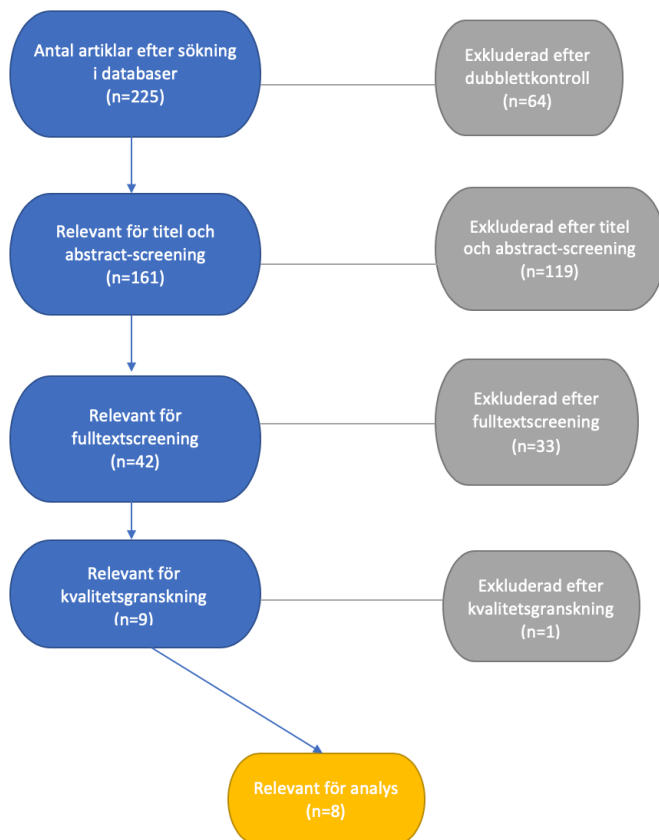 Antal artiklar efter sökning
i databaser
(n=225)
Exkluderad efter
dubblettkontroll
(n=64)
Relevant för titel och
abstract-screening
(n=161)
Exkluderad efter titel
och abstract-screening
(n=119)
Relevant för
fulltextscreening
(n=42)
Exkluderad efter
fulltextscreening
(n=33)
Relevant för
kvalitetsgranskning
(n=9)
Exkluderad efter
kvalitetsgranskning
(n=1)
Relevant för analys
(n=8)